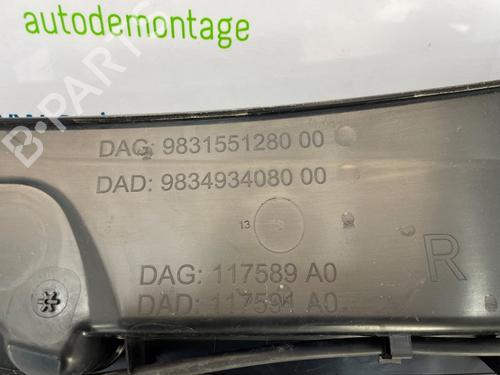 autodemontage
B-PARTS
DAG: 9831551280 00
DAD: 9834934080 00
13
DAG: 117589 A0
DAD: 117591 A0
R